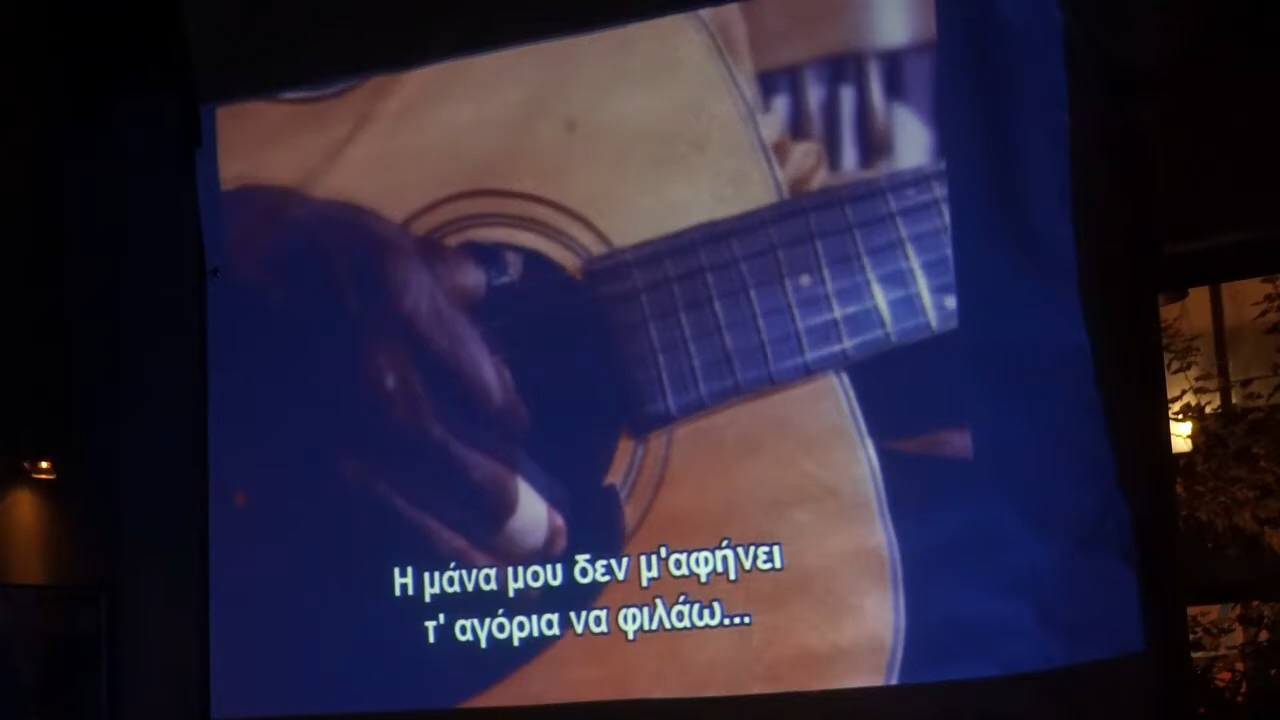 Η μάνα μου δεν μ'αφήνει
τ' αγόρια να φιλάω...